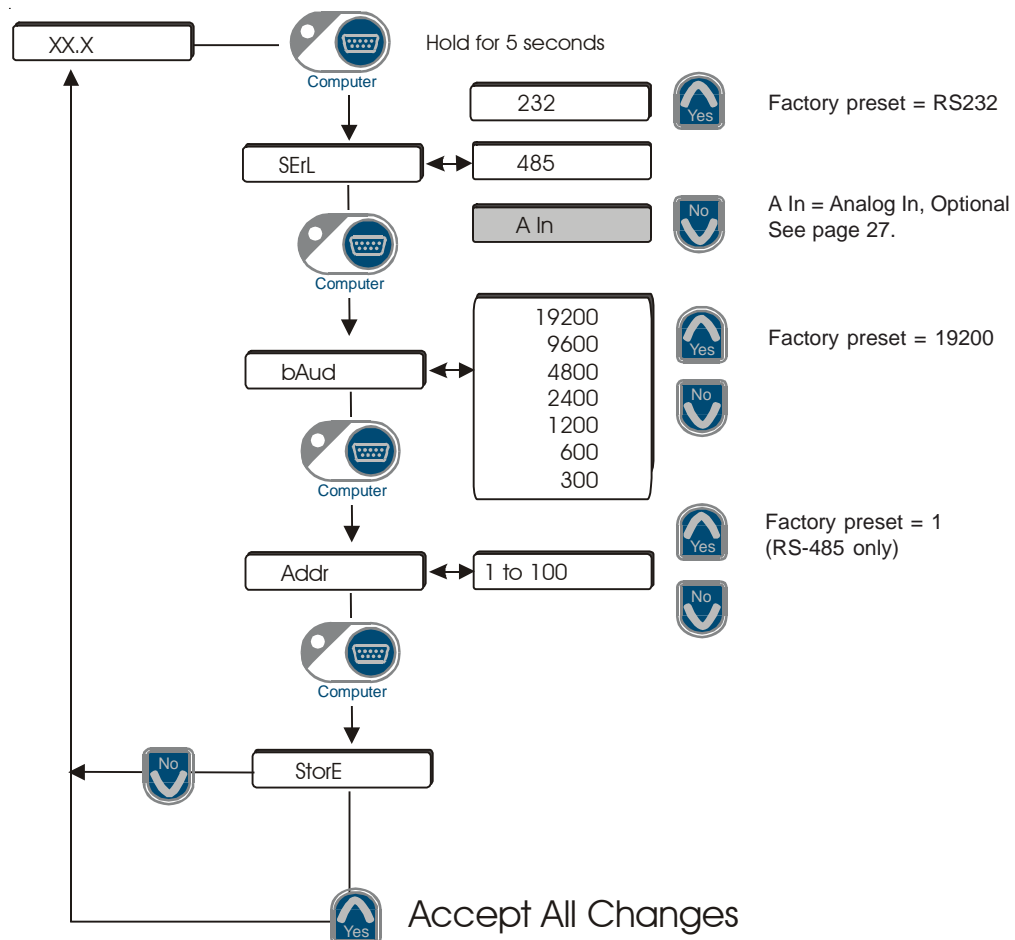 XX.X
Hold for 5 seconds
Computer
232
Yes
Factory preset = RS232
SErL
485
A In
No
A In = Analog In, Optional
See page 27.
Computer
19200
9600
4800
2400
1200
600
300
Yes
Factory preset = 19200
bAud
No
Computer
Yes
Factory preset = 1
(RS-485 only)
Addr
1 to 100
No
Computer
No
StorE
Yes
Accept All Changes